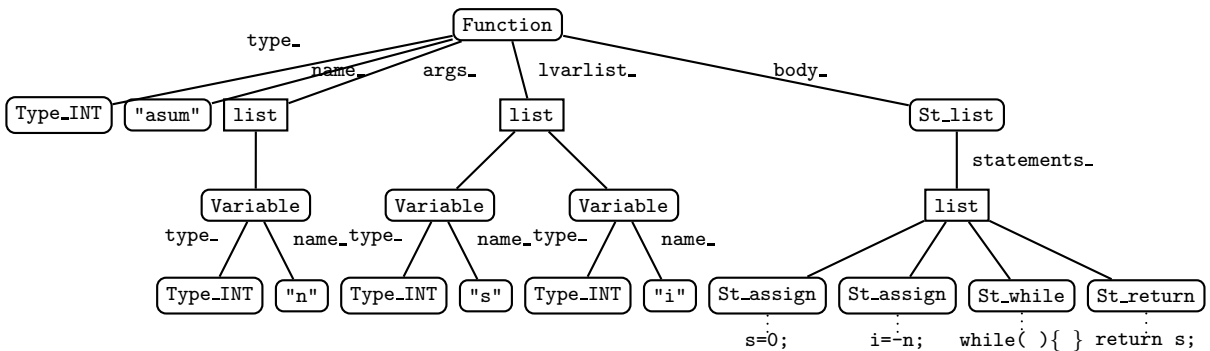 Function
type_ name_ args_ lvarlist_ body_
Type_INT "asum" list list St_list
statements_
Variable Variable Variable list
type_ name_ type_ name_ type_ name_
Type_INT "n" Type_INT "s" Type_INT "i" St_assign St_assign St_while St_return
s=0; i=-n; while( ){ } return s;